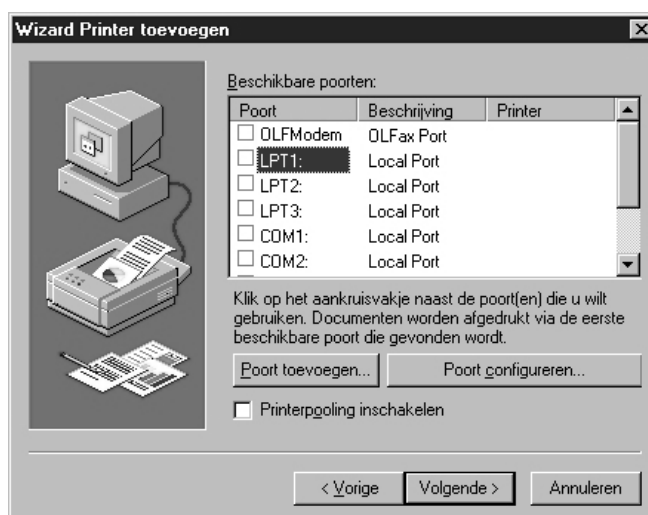 Wizard Printer toevoegen
Beschikbare poorten:
Poort Beschrijving Printer
OLFModem OLFax Port
LPT1: Local Port
LPT2: Local Port
LPT3: Local Port
COM1: Local Port
COM2: Local Port
Klik op het aankruisvakje naast de poort(en) die u wilt
gebruiken. Documenten worden afgedrukt via de eerste
beschikbare poort die gevonden wordt.
Poort toevoegen... Poort configureren...
Printerpooling inschakelen
< Vorige Volgende > Annuleren